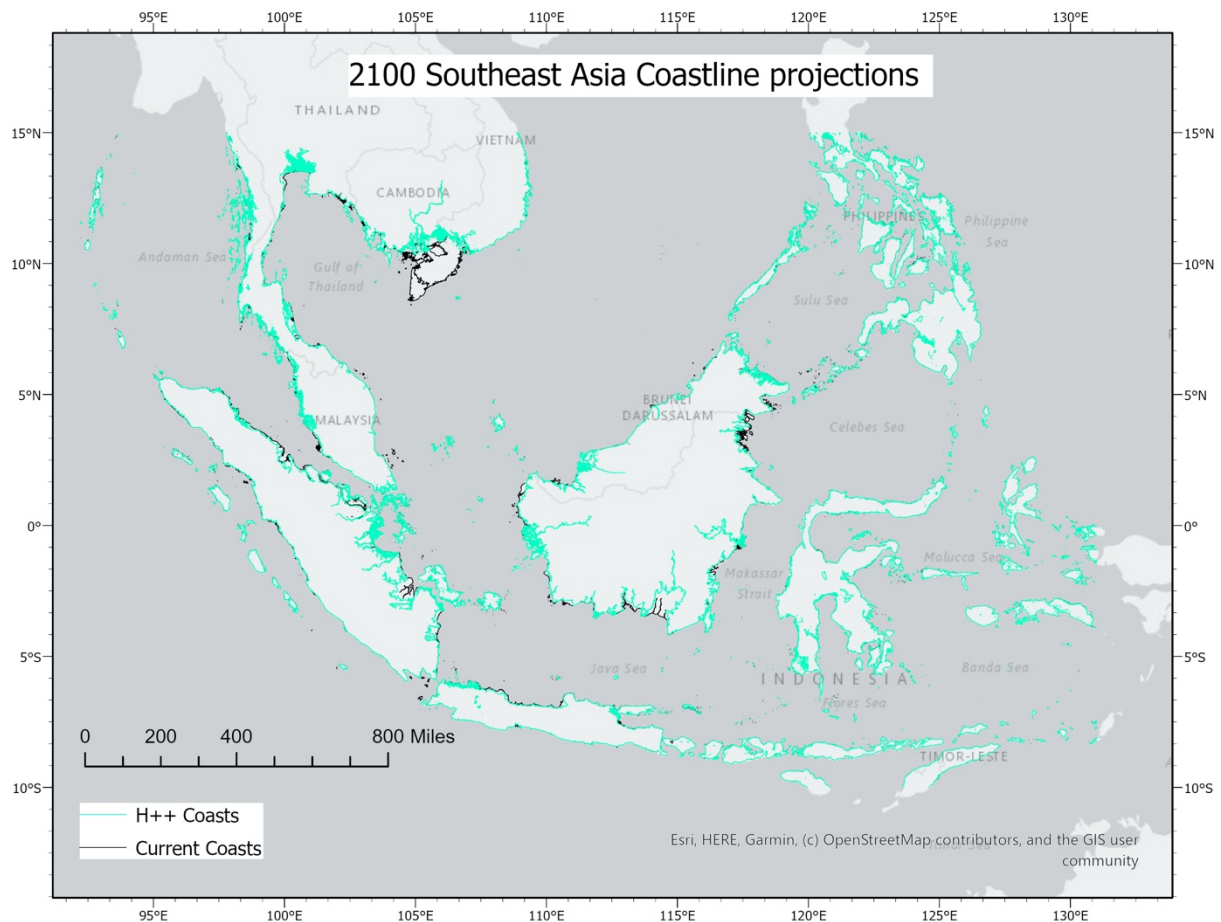 95°E 100°E 105°E 110°E 115°E 120°E 125°E 130°E
2100 Southeast Asia Coastline projections
THAILAND
15°N 15°N
VIETNAM
CAMBODIA
PHILIPPINES
Philippine
Sea
Andaman Sea
10°N 10°N
Gulf of
Thailand
Sulu Sea
5°N 5°N
BRUNEI
DARUSSALAM
MALAYSIA
Celebes Sea
0° 0°
Molucca Sea
Makassar
Strait
5°S 5°S
Java Sea
Banda Sea
INDONESIA
Flores Sea
0 200 400 800 Miles
TIMOR-LESTE
10°S 10°S
H++ Coasts
Current Coasts
Esri, HERE, Garmin, (c) OpenStreetMap contributors, and the GIS user
Timor Sea
community
95°E 100°E 105°E 110°E 115°E 120°E 125°E 130°E